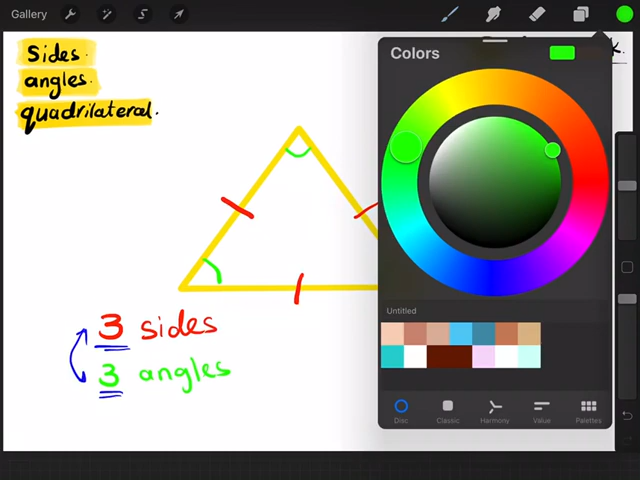 Gallery
Sides.
angles.
quadrilateral.
k.
Colors
3 sides
3 angles
Untitled
Disc
Classic
Harmony
Value
Palettes